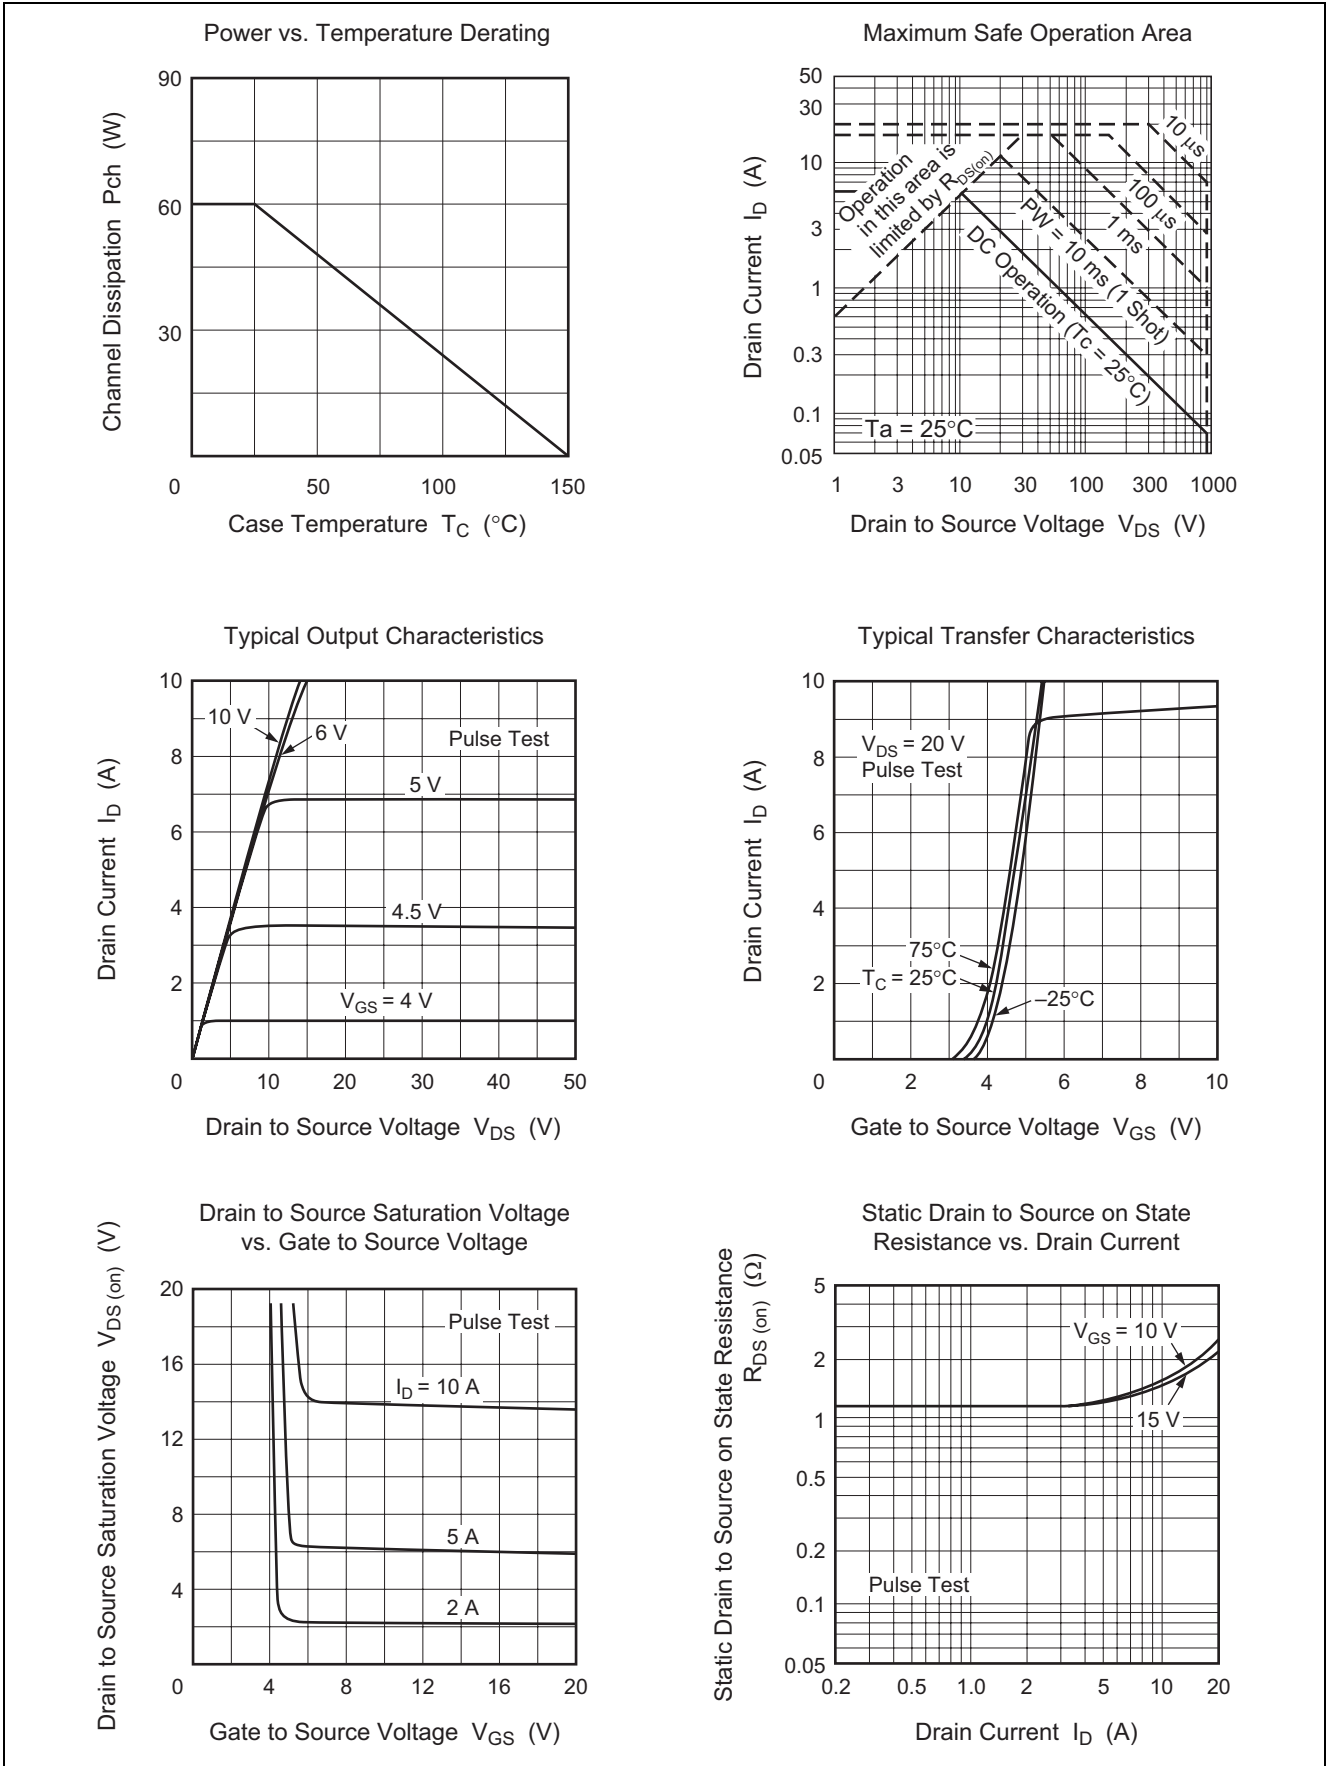 Power vs. Temperature Derating
Channel Dissipation Pch (W)
90
60
30
0
50
100
150
Case Temperature TC (°C)
Maximum Safe Operation Area
Drain Current ID (A)
50
30
10
3
1
0.3
0.1
0.05
Operation
in this area is
limited by RDS(on)
10 μs
100 μs
1 ms
PW = 10 ms (1 Shot)
DC Operation (Tc = 25°C)
Ta = 25°C
1
3
10
30
100
300
1000
Drain to Source Voltage VDS (V)
Typical Output Characteristics
Drain Current ID (A)
10
8
6
4
2
0
10 V
6 V
Pulse Test
5 V
4.5 V
VGS = 4 V
10
20
30
40
50
Drain to Source Voltage VDS (V)
Typical Transfer Characteristics
Drain Current ID (A)
10
8
6
4
2
0
VDS = 20 V
Pulse Test
75°C
TC = 25°C
–25°C
2
4
6
8
10
Gate to Source Voltage VGS (V)
Drain to Source Saturation Voltage
vs. Gate to Source Voltage
Drain to Source Saturation Voltage VDS (on) (V)
20
16
12
8
4
0
Pulse Test
ID = 10 A
5 A
2 A
4
8
12
16
20
Gate to Source Voltage VGS (V)
Static Drain to Source on State
Resistance vs. Drain Current
Static Drain to Source on State Resistance
RDS (on) (Ω)
5
2
1
0.5
0.2
0.1
0.05
VGS = 10 V
15 V
Pulse Test
0.2
0.5
1.0
2
5
10
20
Drain Current ID (A)